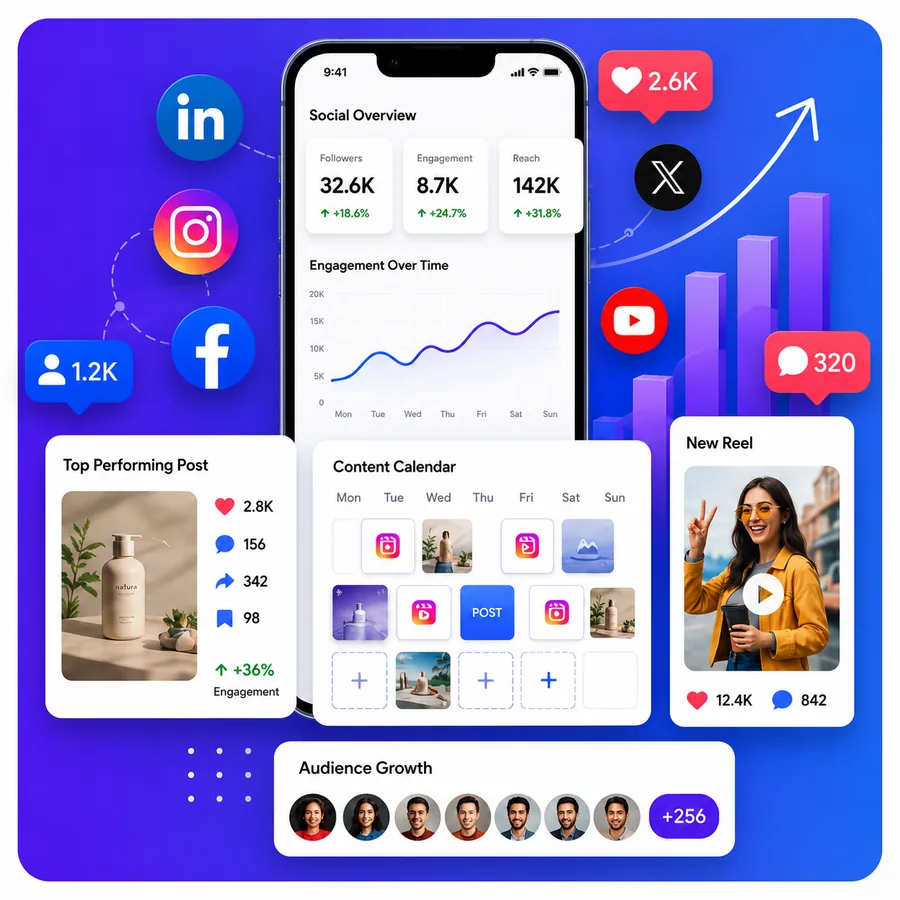 9:41
Social Overview
Followers
32.6K
+18.6%
Engagement
8.7K
+24.7%
Reach
142K
+31.8%
Engagement Over Time
20K
15K
10K
5K
0
Mon Tue Wed Thu Fri Sat Sun
in
2.6K
1.2K
320
Top Performing Post
natura
2.8K
156
342
98
+36%
Engagement
Content Calendar
Mon Tue Wed Thu Fri Sat Sun
POST
New Reel
12.4K 842
Audience Growth
+256